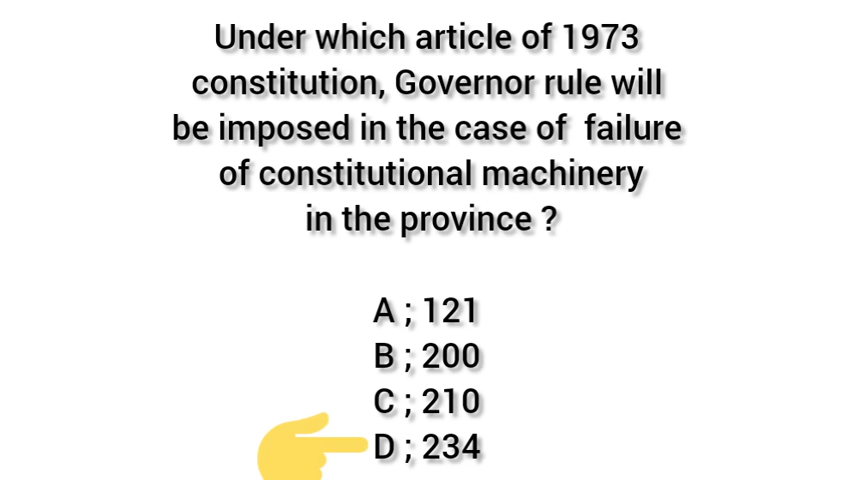 Under which article of 1973
constitution, Governor rule will
be imposed in the case of failure
of constitutional machinery
in the province ?
A ; 121
B ; 200
C ; 210
D ; 234